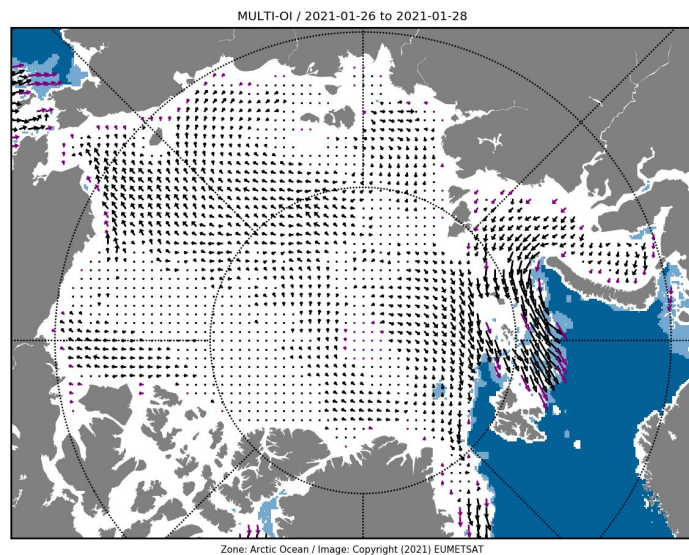 MULTI-OI / 2021-01-26 to 2021-01-28
Zone: Arctic Ocean / Image: Copyright (2021) EUMETSAT